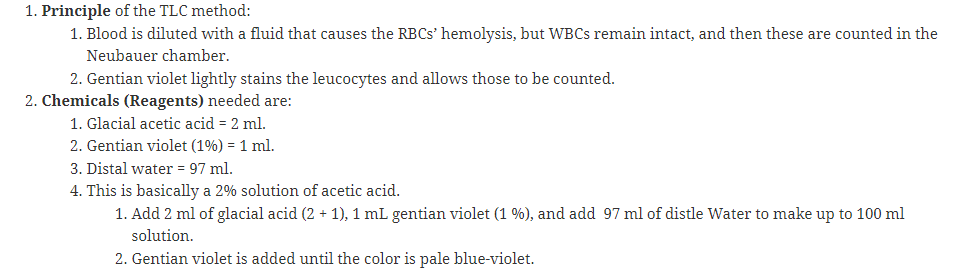 1. Principle of the TLC method:
1. Blood is diluted with a fluid that causes the RBCs’ hemolysis, but WBCs remain intact, and then these are counted in the
Neubauer chamber.
2. Gentian violet lightly stains the leucocytes and allows those to be counted.
2. Chemicals (Reagents) needed are:
1. Glacial acetic acid = 2 ml.
2. Gentian violet (1%) = 1 ml.
3. Distal water = 97 ml.
4. This is basically a 2% solution of acetic acid.
1. Add 2 ml of glacial acid (2 + 1), 1 mL gentian violet (1 %), and add  97 ml of distle Water to make up to 100 ml
solution.
2. Gentian violet is added until the color is pale blue-violet.